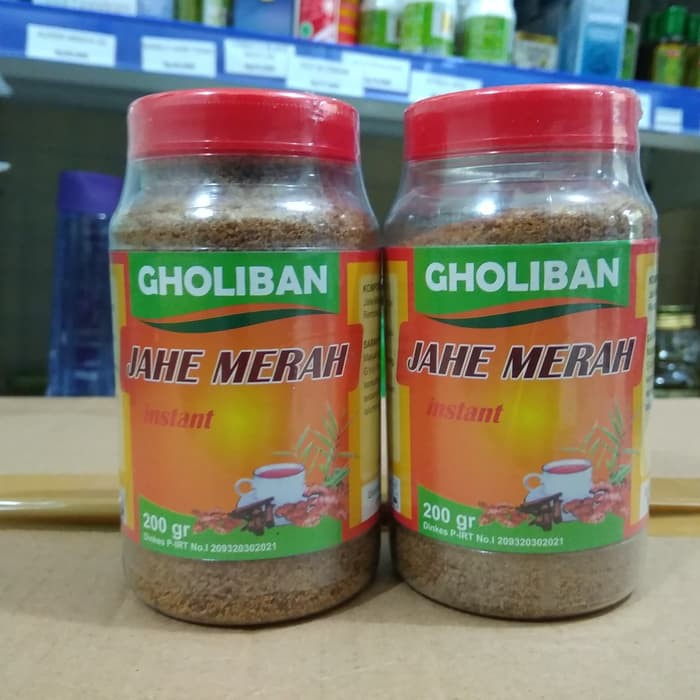 GHOLIBAN
JAHE MERAH
instant
200 gr
Dinkes P-IRT No.I 209320302021
GHOLIBAN
JAHE MERAH
instant
200 gr
Dinkes P-IRT No.I 209320302021